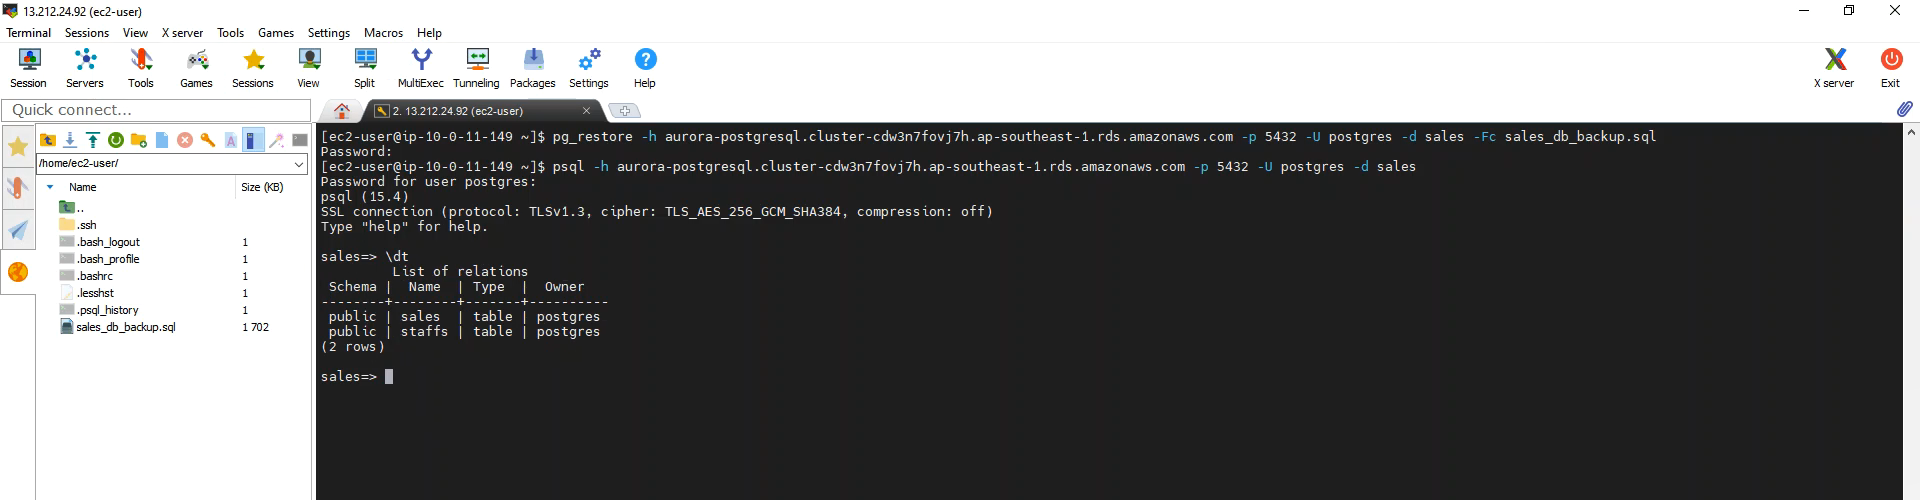 13.212.24.92 (ec2-user)
Terminal Sessions View X server Tools Games Settings Macros Help
Session Servers Tools Games Sessions View Split MultiExec Tunneling Packages Settings Help X server Exit
Quick connect...
2. 13.212.24.92 (ec2-user)
/home/ec2-user/
Name Size (KB)
..
.ssh
.bash_logout 1
.bash_profile 1
.bashrc 1
.lesshst 1
.psql_history 1
sales_db_backup.sql 1 702
[ec2-user@ip-10-0-11-149 ~]$ pg_restore -h aurora-postgresql.cluster-cdw3n7fovj7h.ap-southeast-1.rds.amazonaws.com -p 5432 -U postgres -d sales -Fc sales_db_backup.sql
Password:
[ec2-user@ip-10-0-11-149 ~]$ psql -h aurora-postgresql.cluster-cdw3n7fovj7h.ap-southeast-1.rds.amazonaws.com -p 5432 -U postgres -d sales
Password for user postgres:
psql (15.4)
SSL connection (protocol: TLSv1.3, cipher: TLS_AES_256_GCM_SHA384, compression: off)
Type "help" for help.
sales=> \dt
List of relations
Schema | Name | Type | Owner
--------+--------+-------+----------
public | sales | table | postgres
public | staffs | table | postgres
(2 rows)
sales=>